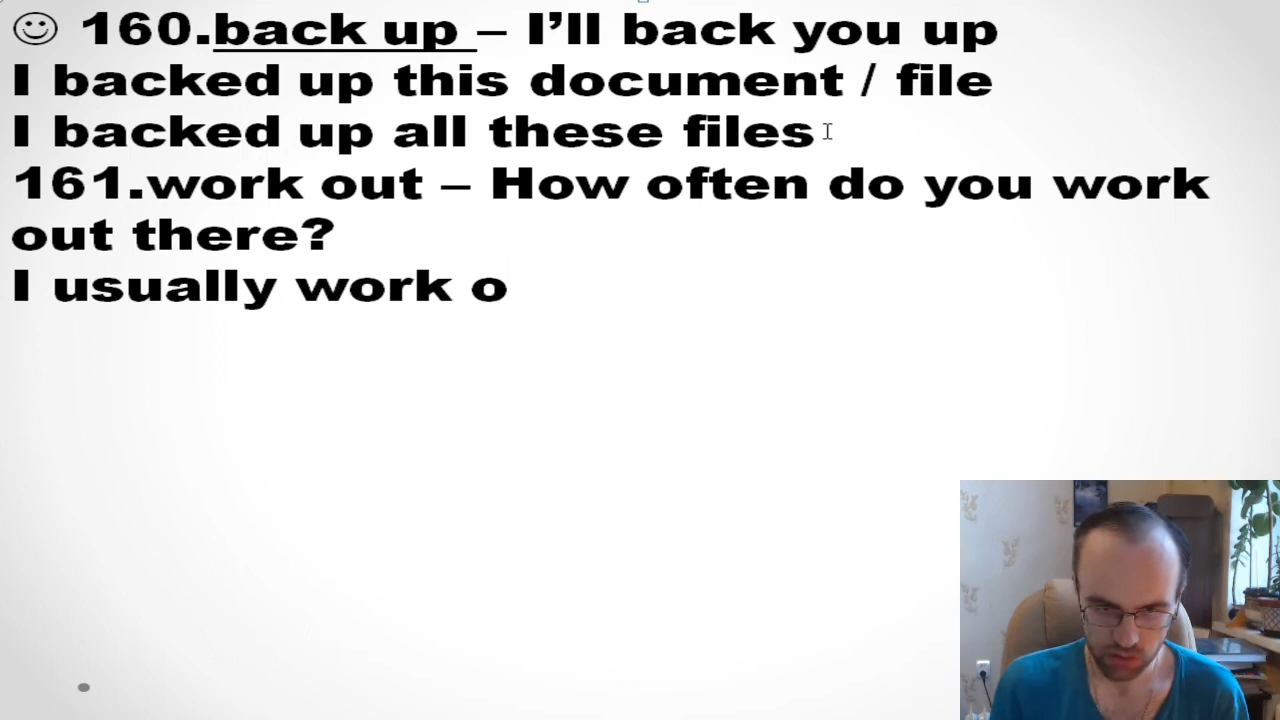 ☺ 160.back up – I’ll back you up
I backed up this document / file
I backed up all these files
161.work out – How often do you work
out there?
I usually work o